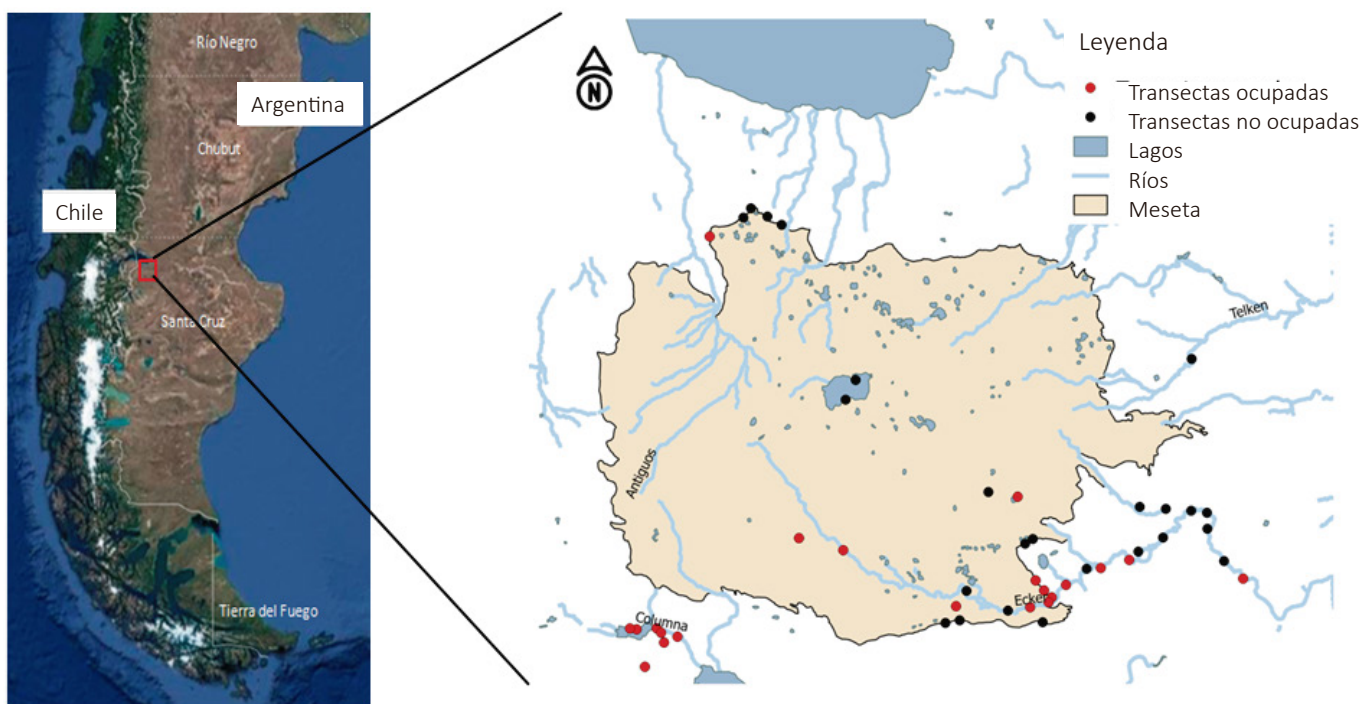 Río Negro
Argentina
Chubut
Chile
Santa Cruz
Tierra del Fuego
N
Leyenda
Transectas ocupadas
Transectas no ocupadas
Lagos
Ríos
Meseta
Telken
Antiguos
Ecker
Columna